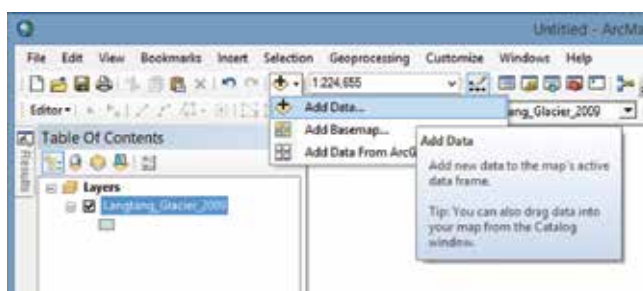 Untitled - ArcMa
File Edit View Bookmarks Insert Selection Geoprocessing Customize Windows Help
1:224,655
Editor
ang_Glacier_2009
Add Data...
Add Basemap...
Add Data From ArcG
Table Of Contents
Results
Layers
Langtang_Glacier_2009
Add Data
Add new data to the map's active
data frame.
Tip: You can also drag data into
your map from the Catalog
window.